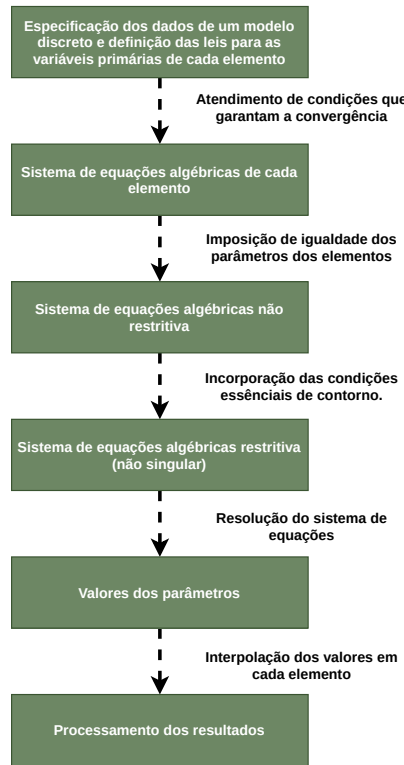 Especificação dos dados de um modelo
discreto e definição das leis para as
variáveis primárias de cada elemento
Atendimento de condições que
garantam a convergência
Sistema de equações algébricas de cada
elemento
Imposição de igualdade dos
parâmetros dos elementos
Sistema de equações algébricas não
restritiva
Incorporação das condições
essênciais de contorno.
Sistema de equações algébricas restritiva
(não singular)
Resolução do sistema de
equações
Valores dos parâmetros
Interpolação dos valores em
cada elemento
Processamento dos resultados